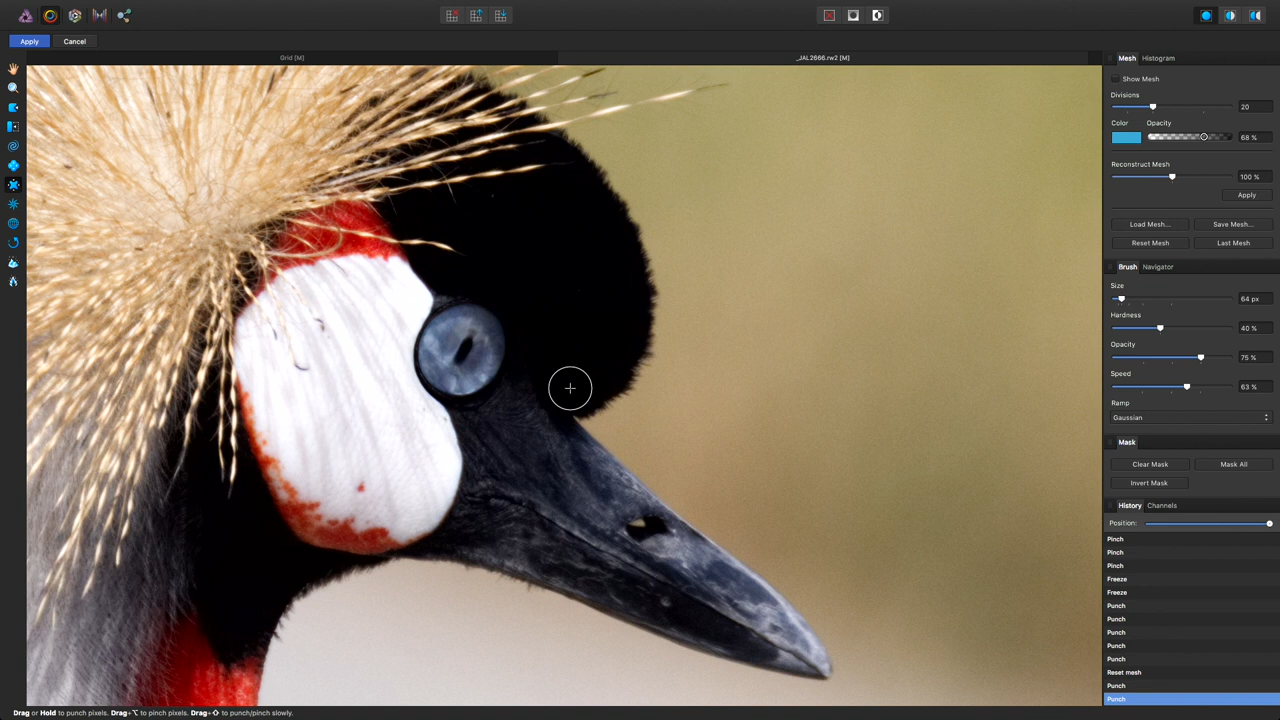 Apply Cancel
Grid [M] _JAL2666.rw2 [M]
Mesh Histogram
Show Mesh
Divisions
20
Color Opacity
68 %
Reconstruct Mesh
100 %
Apply
Load Mesh... Save Mesh...
Reset Mesh Last Mesh
Brush Navigator
Size
64 px
Hardness
40 %
Opacity
75 %
Speed
63 %
Ramp
Gaussian
Mask
Clear Mask Mask All
Invert Mask
History Channels
Position:
Pinch
Pinch
Pinch
Freeze
Freeze
Punch
Punch
Punch
Punch
Punch
Reset mesh
Punch
Punch
Drag or Hold to punch pixels. Drag+⌥ to pinch pixels. Drag+⇧ to punch/pinch slowly.